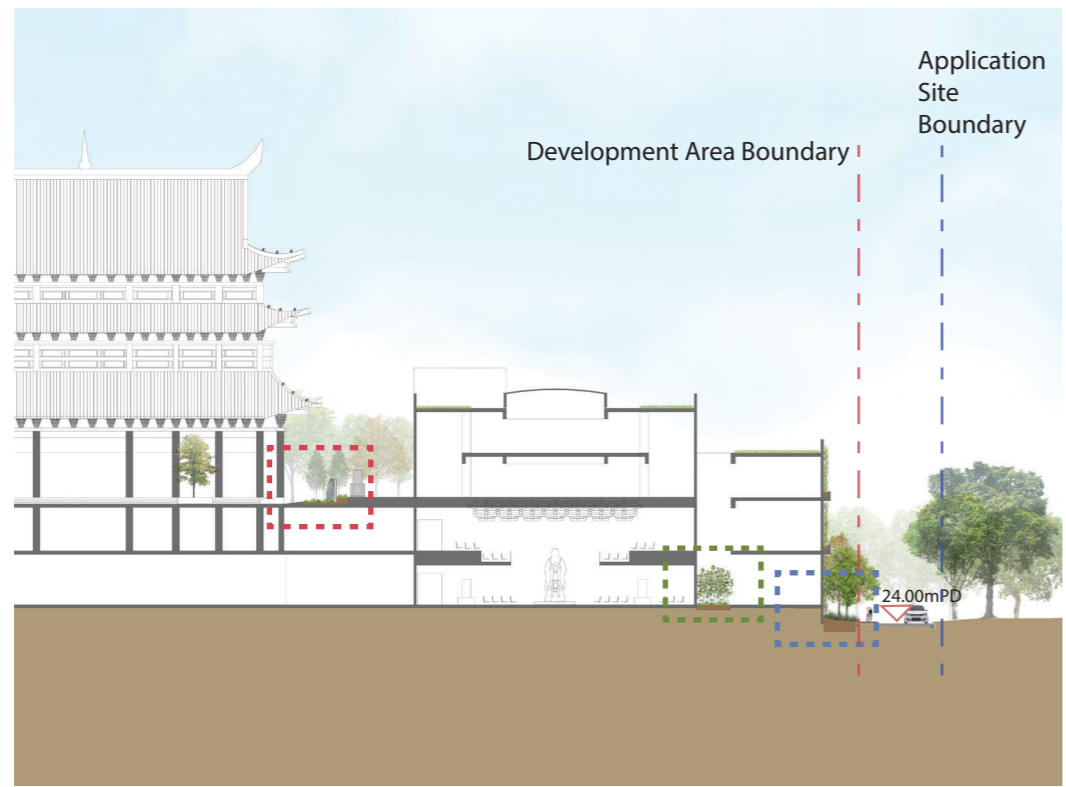 Application
Site
Boundary
Development Area Boundary
24.00mPD